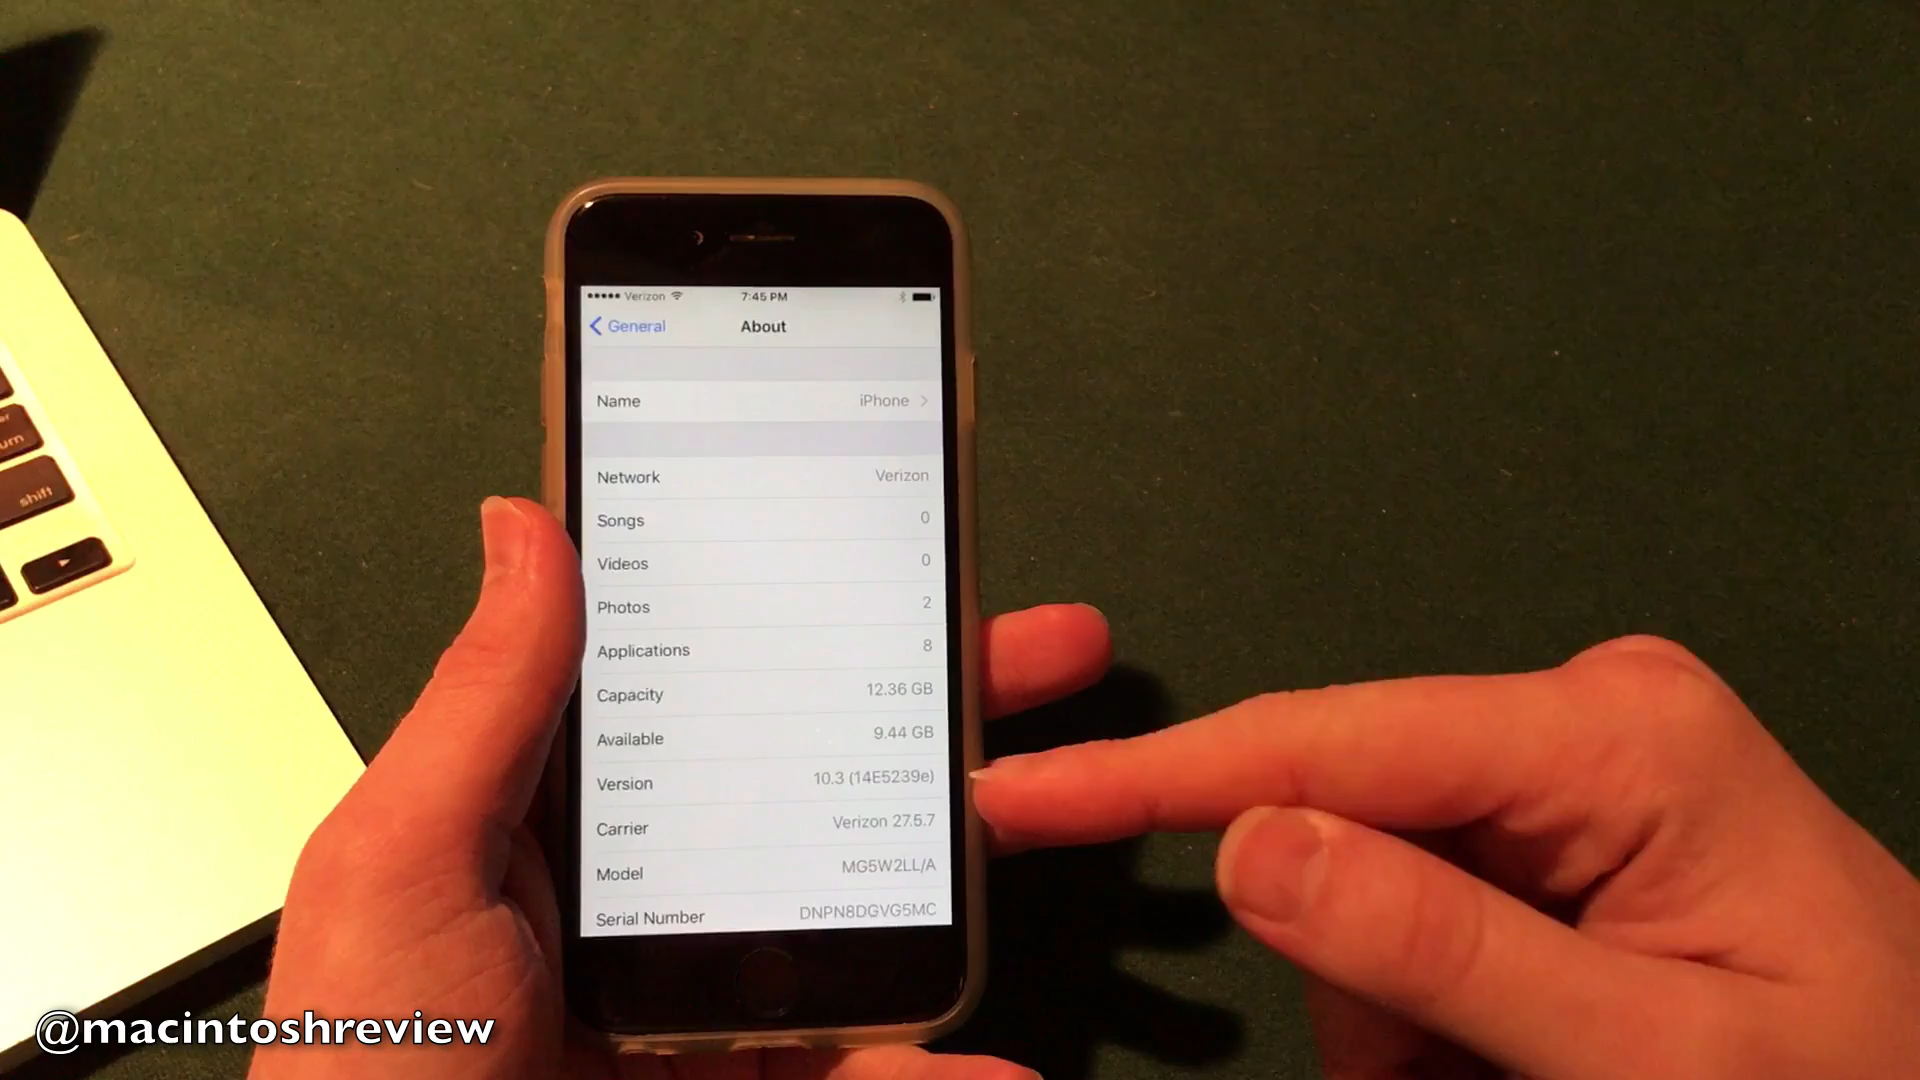 Verizon 7:45 PM
General About
Name iPhone
Network Verizon
Songs 0
Videos 0
Photos 2
Applications 8
Capacity 12.36 GB
Available 9.44 GB
Version 10.3 (14E5239e)
Carrier Verizon 27.5.7
Model MG5W2LL/A
Serial Number DNPN8DGVG5MC
shift
@macintoshreview